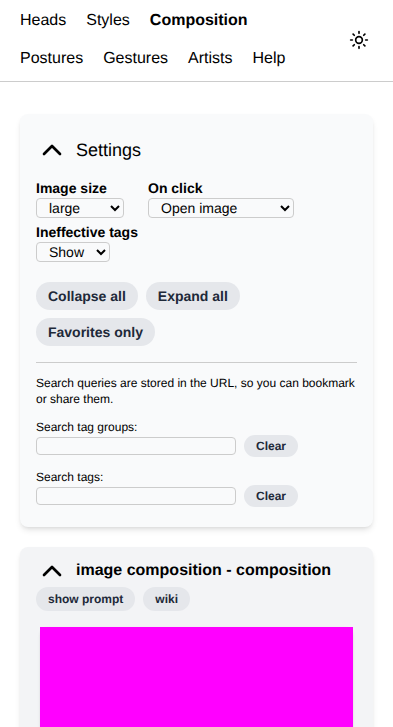 Heads Styles Composition
Postures Gestures Artists Help
Settings
Image size On click
large Open image
Ineffective tags
Show
Collapse all Expand all
Favorites only
Search queries are stored in the URL, so you can bookmark
or share them.
Search tag groups:
Clear
Search tags:
Clear
image composition - composition
show prompt wiki